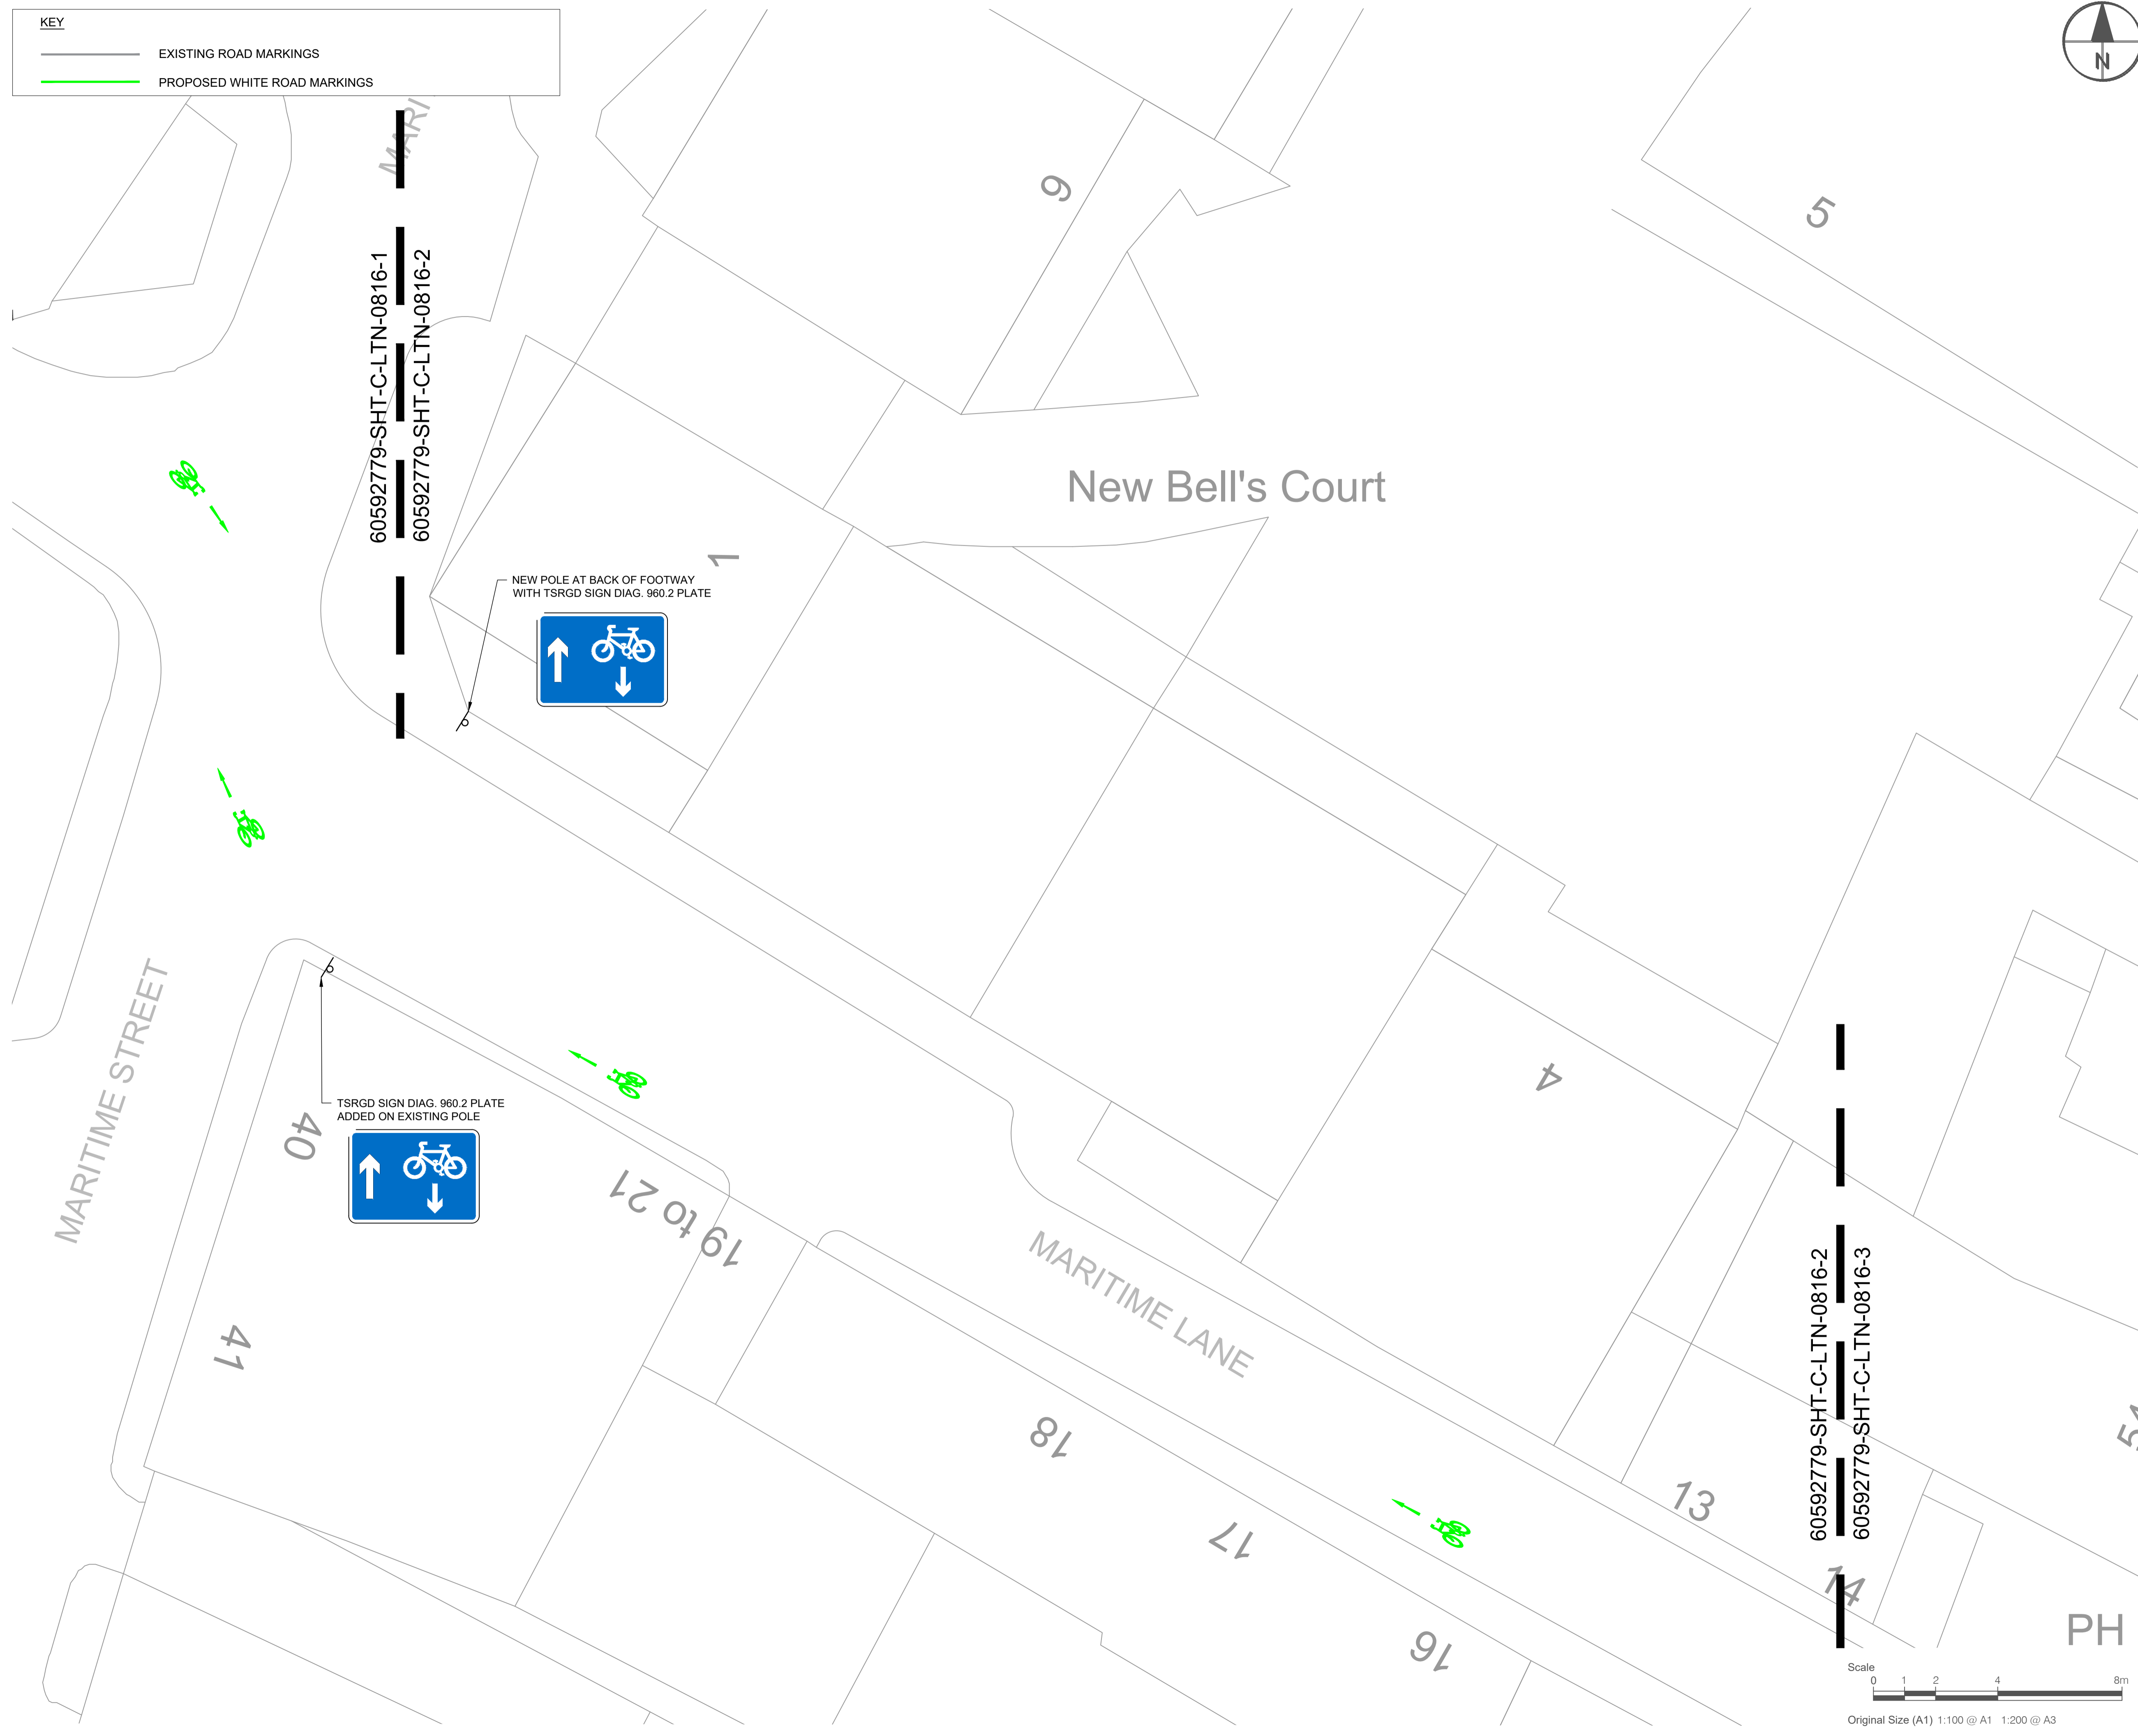 KEY
EXISTING ROAD MARKINGS
PROPOSED WHITE ROAD MARKINGS
N
MARI
60592779-SHT-C-LTN-0816-1
60592779-SHT-C-LTN-0816-2
9
5
New Bell's Court
1
NEW POLE AT BACK OF FOOTWAY
WITH TSRGD SIGN DIAG. 960.2 PLATE
MARITIME STREET
TSRGD SIGN DIAG. 960.2 PLATE
ADDED ON EXISTING POLE
40
41
19 to 21
4
MARITIME LANE
18
17
16
13
14
60592779-SHT-C-LTN-0816-2
60592779-SHT-C-LTN-0816-3
PH
Scale
0 1 2 4 8m
Original Size (A1) 1:100 @ A1 1:200 @ A3